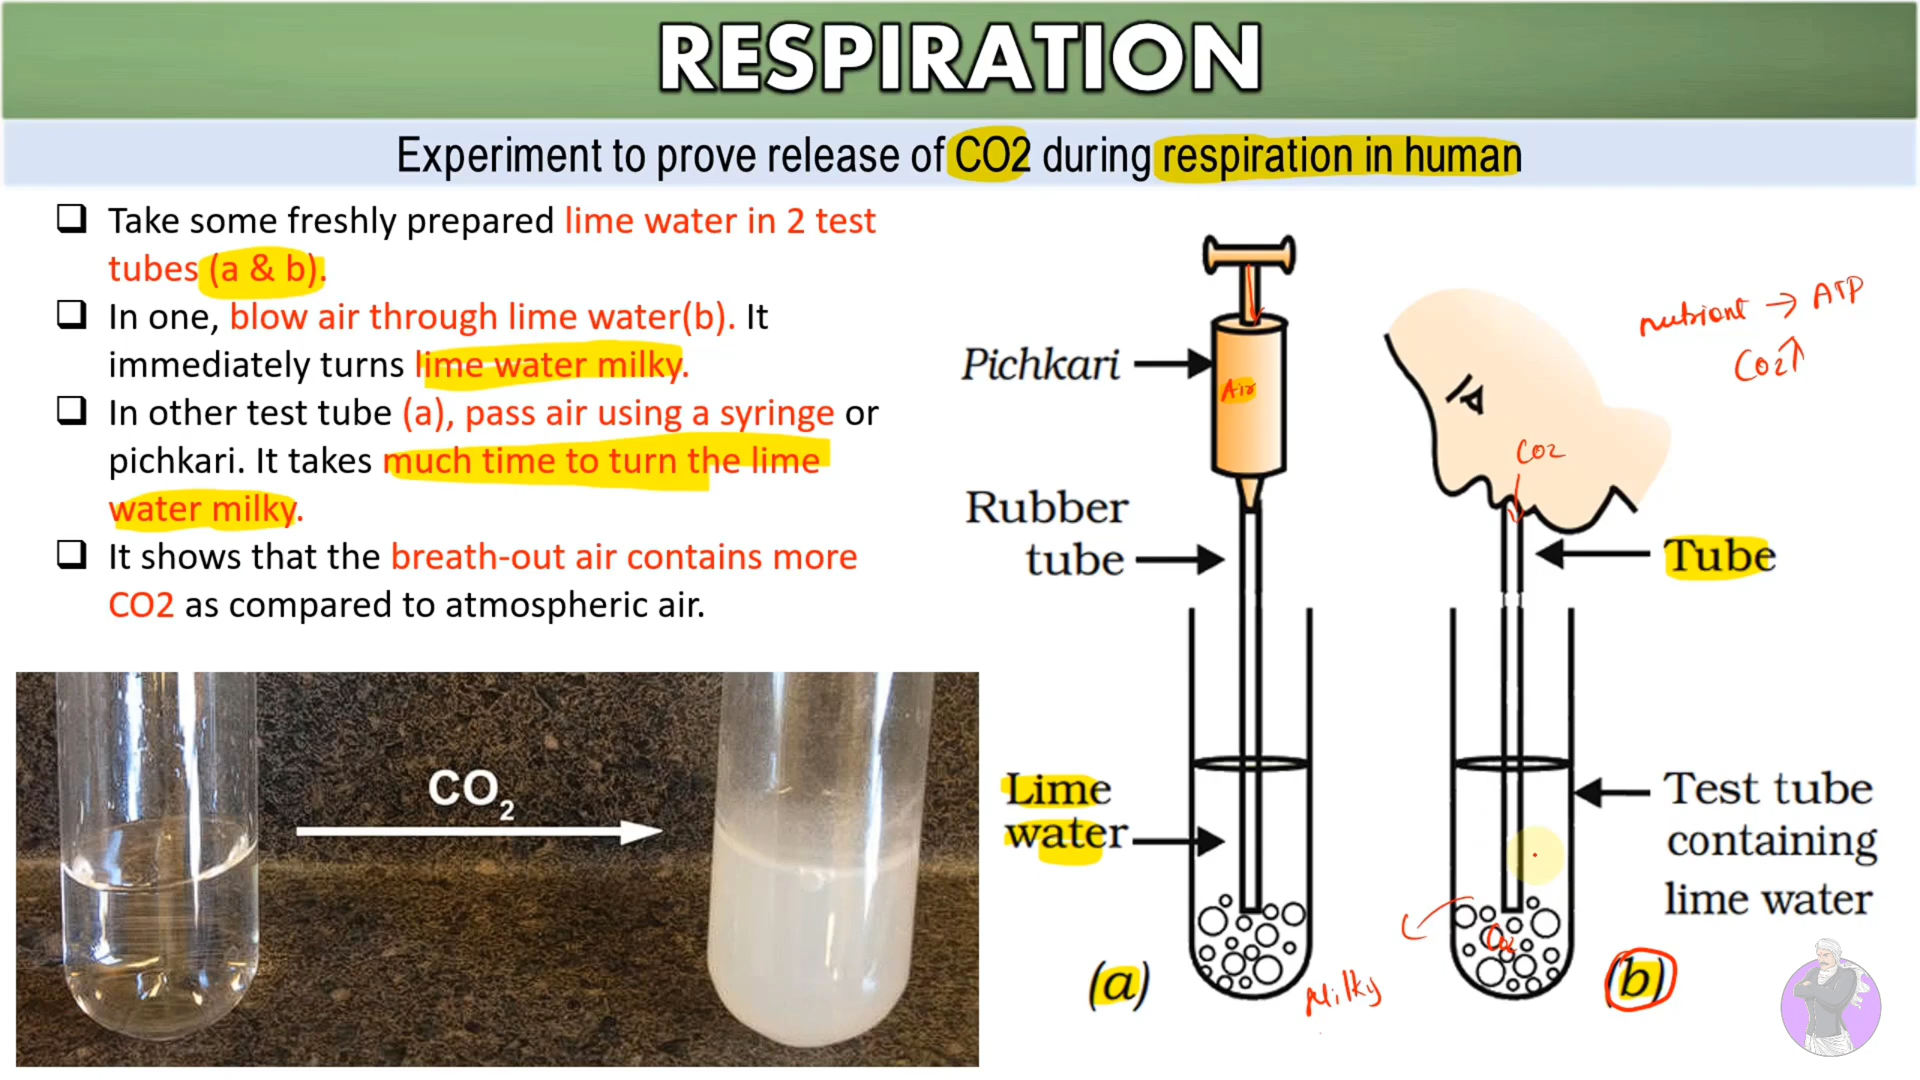 RESPIRATION
Experiment to prove release of CO2 during respiration in human
Take some freshly prepared lime water in 2 test
tubes (a & b).
In one, blow air through lime water(b). It
immediately turns lime water milky.
In other test tube (a), pass air using a syringe or
pichkari. It takes much time to turn the lime
water milky.
It shows that the breath-out air contains more
CO2 as compared to atmospheric air.
CO2
Pichkari
Air
Rubber
tube
Lime
water
(a)
Milky
nutrient → ATP
CO2↑
CO2
Tube
Test tube
containing
lime water
CO2
(b)